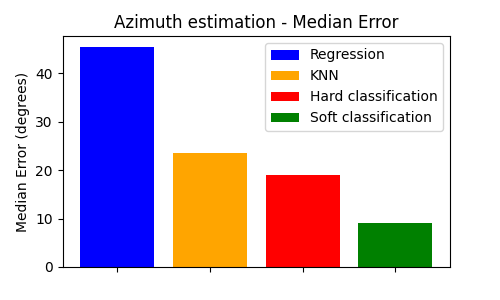 Azimuth estimation - Median Error
Median Error (degrees)
40
30
20
10
0
Regression
KNN
Hard classification
Soft classification